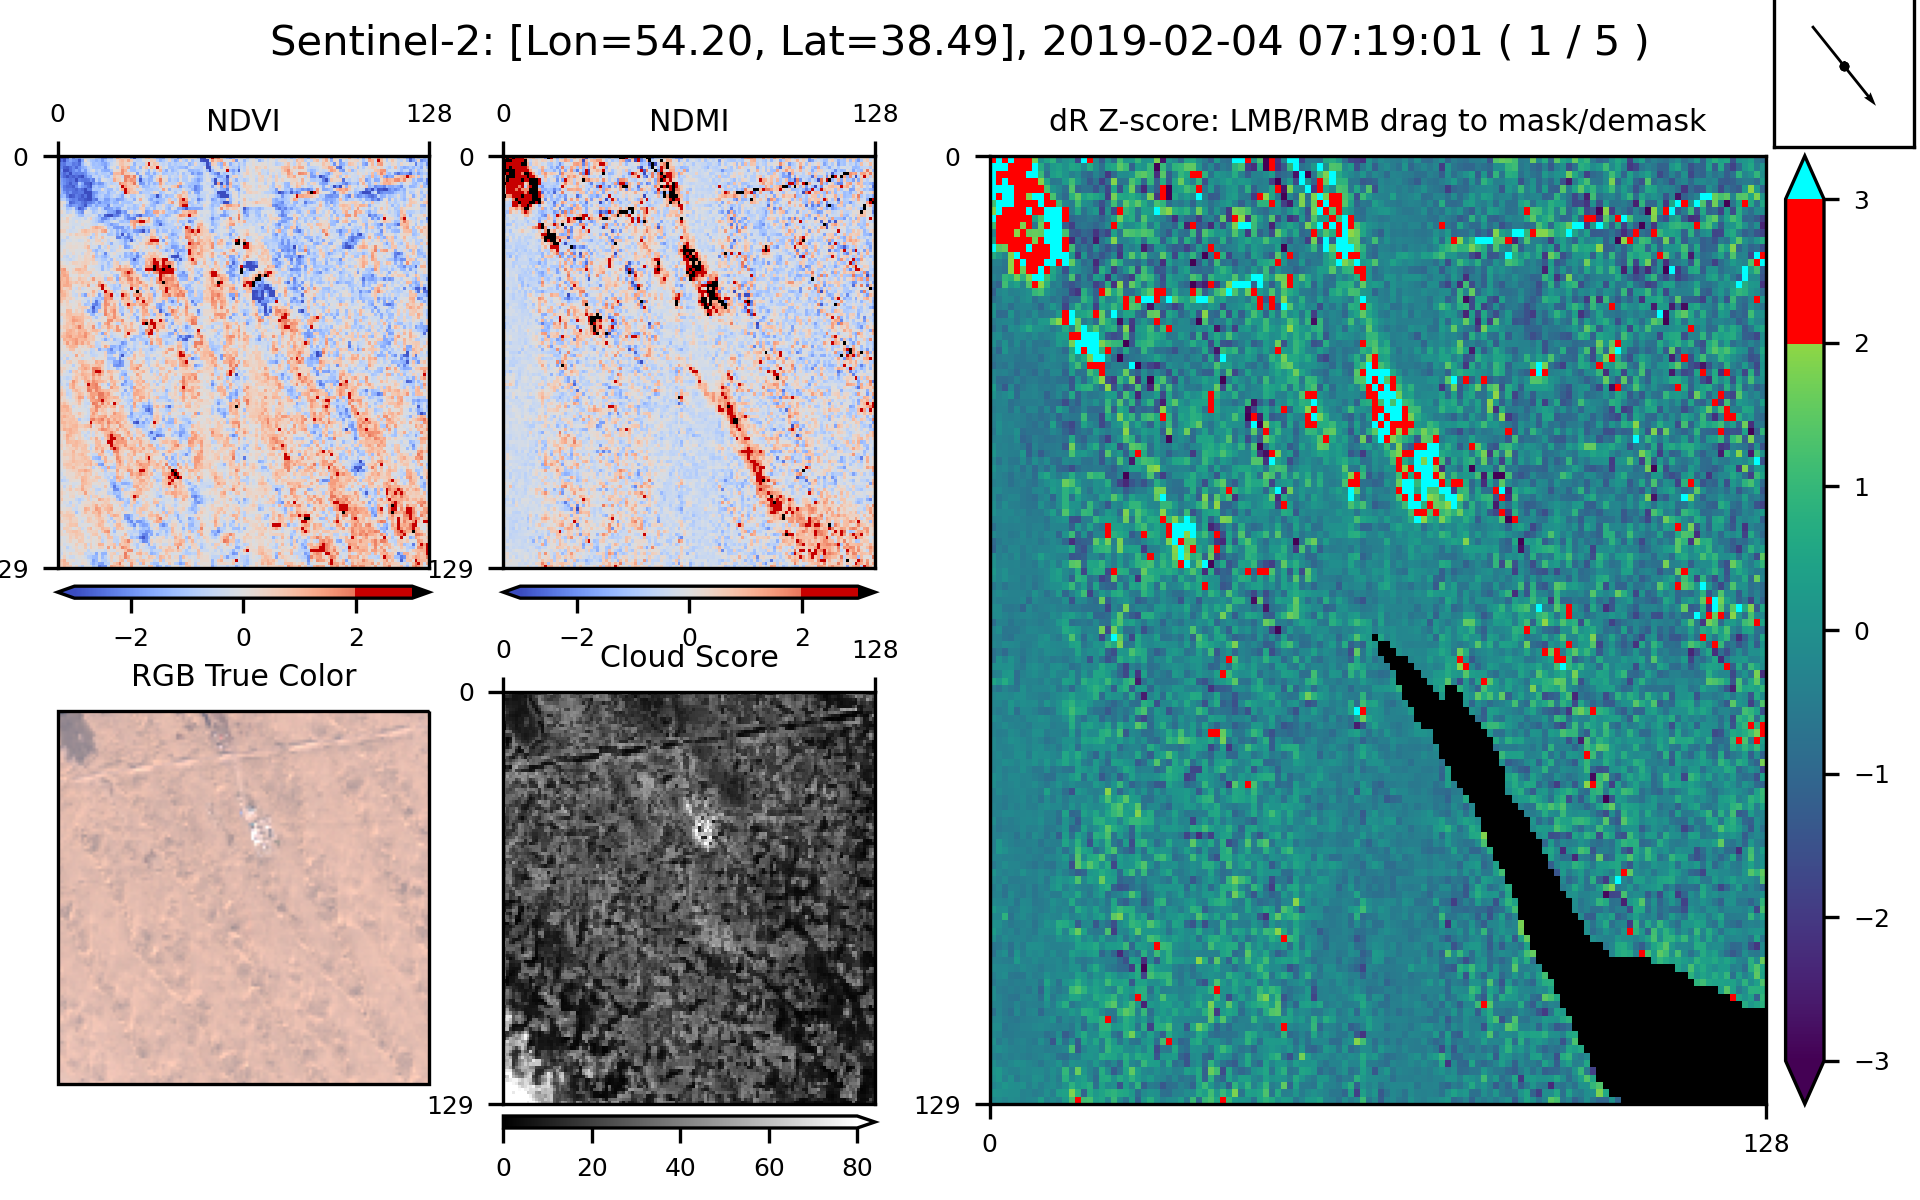 Sentinel-2: [Lon=54.20, Lat=38.49], 2019-02-04 07:19:01 ( 1 / 5 )
0 NDVI 128
0
29
−2 0 2
0 NDMI 128
0
129
−2 0 2
dR Z-score: LMB/RMB drag to mask/demask
0
129
0 128
3
2
1
0
−1
−2
−3
RGB True Color
0 Cloud Score 128
0
129
0 20 40 60 80